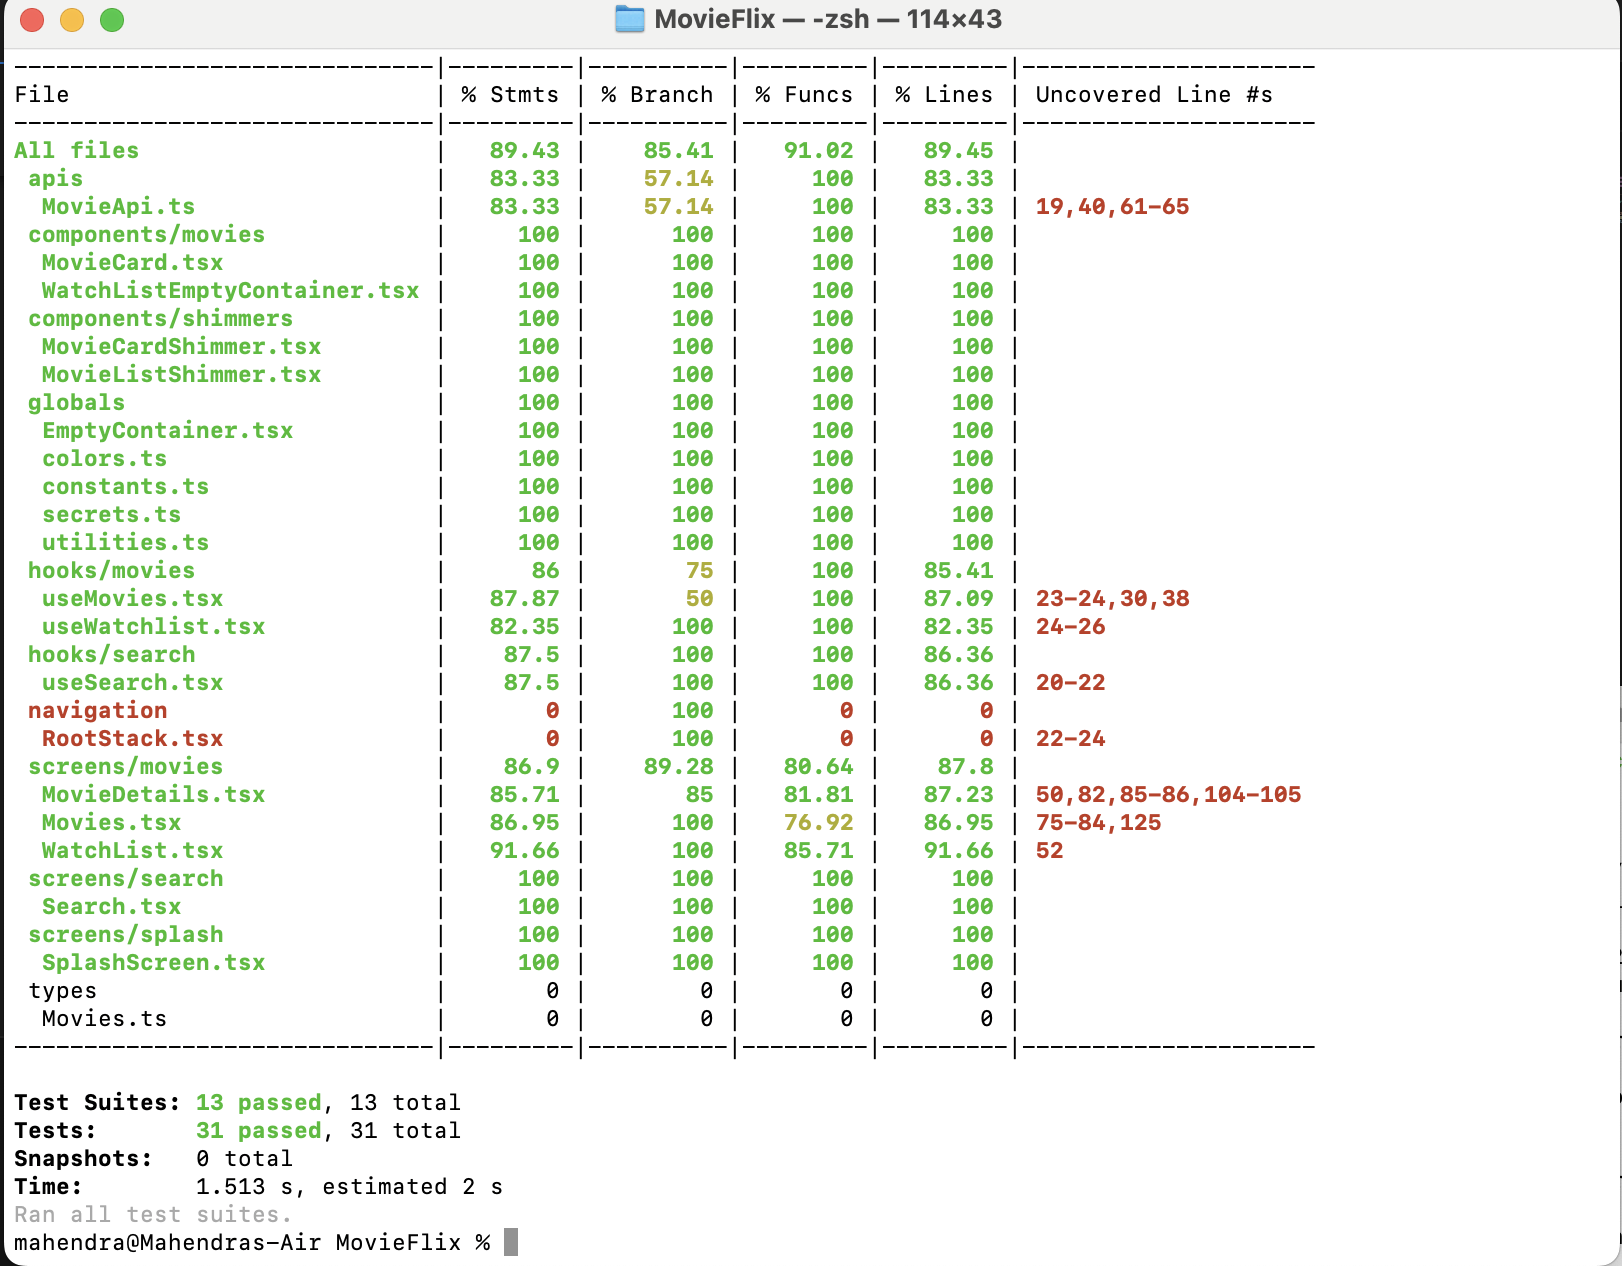 MovieFlix — -zsh — 114×43
-------------------------------|---------|----------|---------|---------|---------------------
File                           | % Stmts | % Branch | % Funcs | % Lines | Uncovered Line #s
-------------------------------|---------|----------|---------|---------|---------------------
All files                      |   89.43 |    85.41 |   91.02 |   89.45 |
 apis                          |   83.33 |    57.14 |     100 |   83.33 |
  MovieApi.ts                  |   83.33 |    57.14 |     100 |   83.33 | 19,40,61-65
 components/movies             |     100 |      100 |     100 |     100 |
  MovieCard.tsx                |     100 |      100 |     100 |     100 |
  WatchListEmptyContainer.tsx  |     100 |      100 |     100 |     100 |
 components/shimmers           |     100 |      100 |     100 |     100 |
  MovieCardShimmer.tsx         |     100 |      100 |     100 |     100 |
  MovieListShimmer.tsx         |     100 |      100 |     100 |     100 |
 globals                       |     100 |      100 |     100 |     100 |
  EmptyContainer.tsx           |     100 |      100 |     100 |     100 |
  colors.ts                    |     100 |      100 |     100 |     100 |
  constants.ts                 |     100 |      100 |     100 |     100 |
  secrets.ts                   |     100 |      100 |     100 |     100 |
  utilities.ts                 |     100 |      100 |     100 |     100 |
 hooks/movies                  |      86 |       75 |     100 |   85.41 |
  useMovies.tsx                |   87.87 |       50 |     100 |   87.09 | 23-24,30,38
  useWatchlist.tsx             |   82.35 |      100 |     100 |   82.35 | 24-26
 hooks/search                  |    87.5 |      100 |     100 |   86.36 |
  useSearch.tsx                |    87.5 |      100 |     100 |   86.36 | 20-22
 navigation                    |       0 |      100 |       0 |       0 |
  RootStack.tsx                |       0 |      100 |       0 |       0 | 22-24
 screens/movies                |    86.9 |    89.28 |   80.64 |    87.8 |
  MovieDetails.tsx             |   85.71 |       85 |   81.81 |   87.23 | 50,82,85-86,104-105
  Movies.tsx                   |   86.95 |      100 |   76.92 |   86.95 | 75-84,125
  WatchList.tsx                |   91.66 |      100 |   85.71 |   91.66 | 52
 screens/search                |     100 |      100 |     100 |     100 |
  Search.tsx                   |     100 |      100 |     100 |     100 |
 screens/splash                |     100 |      100 |     100 |     100 |
  SplashScreen.tsx             |     100 |      100 |     100 |     100 |
 types                         |       0 |        0 |       0 |       0 |
  Movies.ts                    |       0 |        0 |       0 |       0 |
-------------------------------|---------|----------|---------|---------|---------------------
Test Suites: 13 passed, 13 total
Tests:       31 passed, 31 total
Snapshots:   0 total
Time:        1.513 s, estimated 2 s
Ran all test suites.
mahendra@Mahendras-Air MovieFlix %